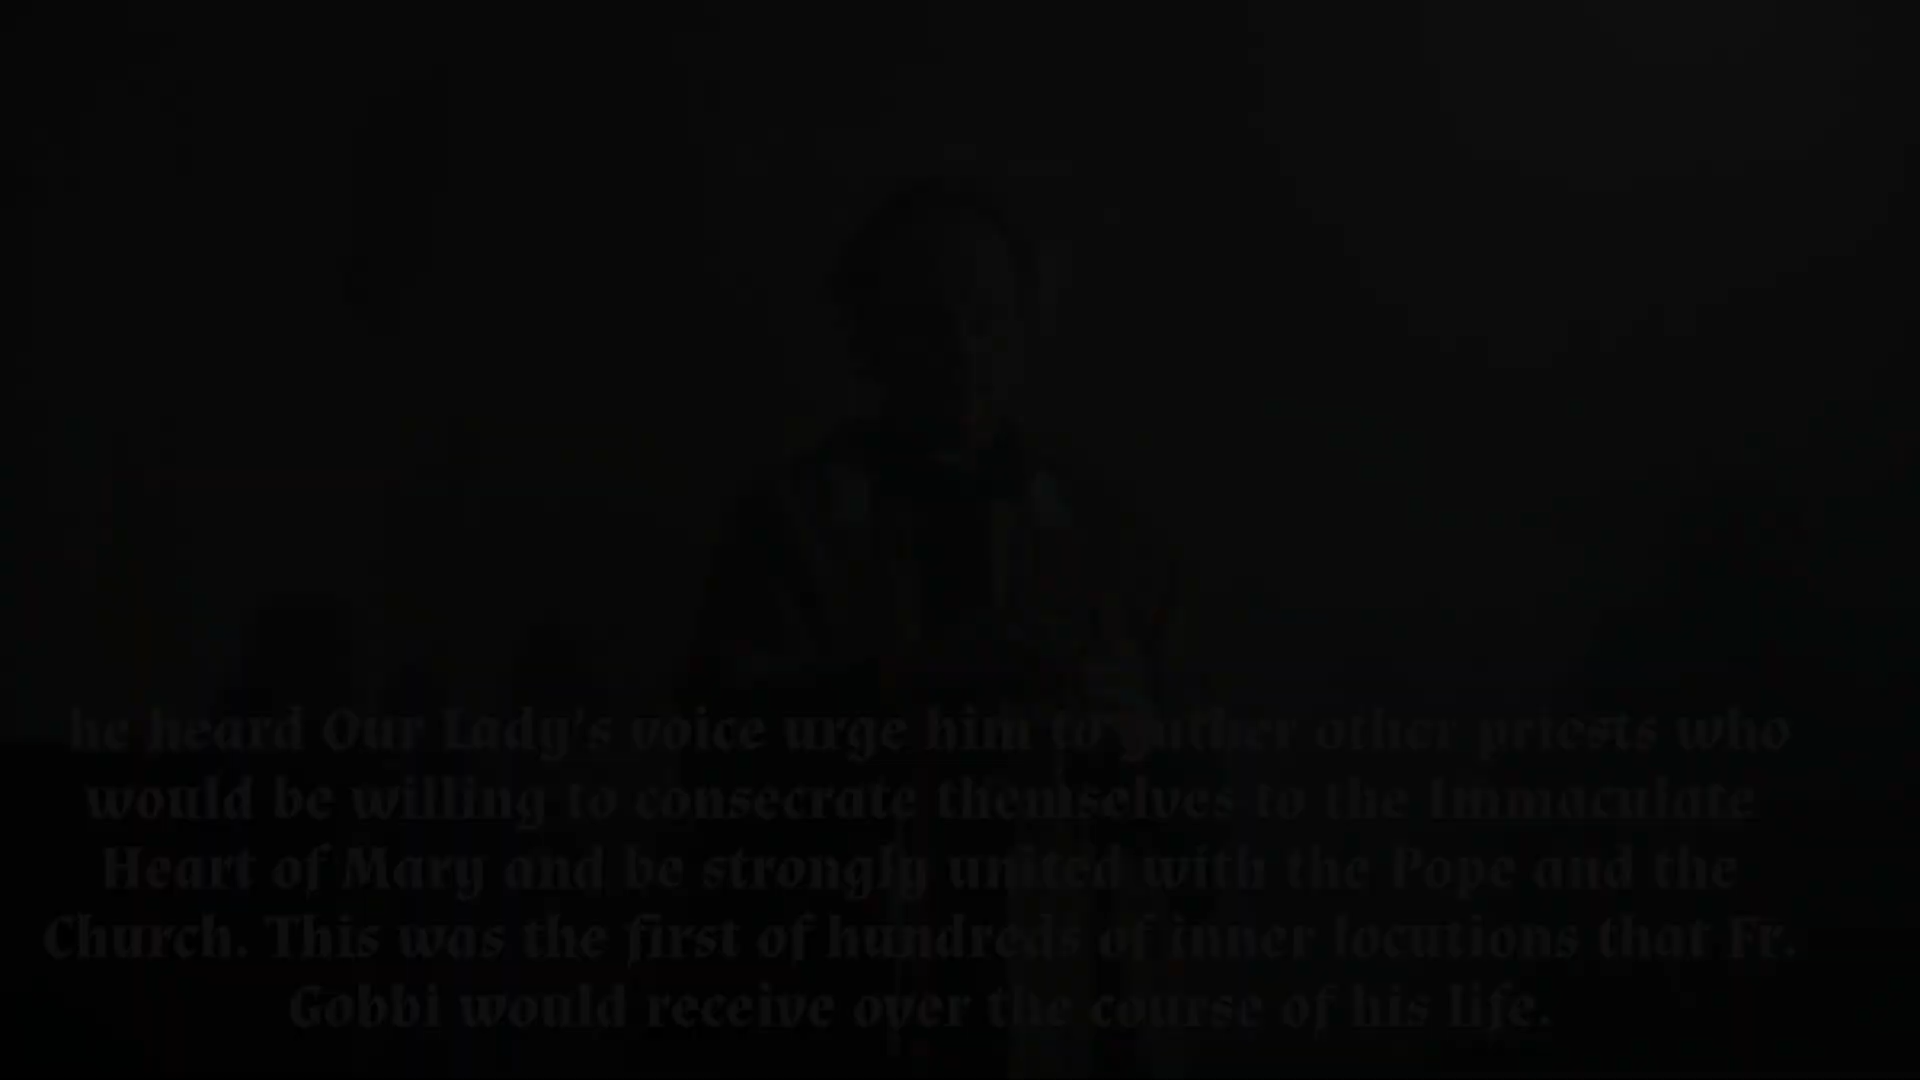 he heard Our Lady's voice urge him to gather other priests who
would be willing to consecrate themselves to the Immaculate
Heart of Mary and be strongly united with the Pope and the
Church. This was the first of hundreds of inner locutions that Fr.
Gobbi would receive over the course of his life.